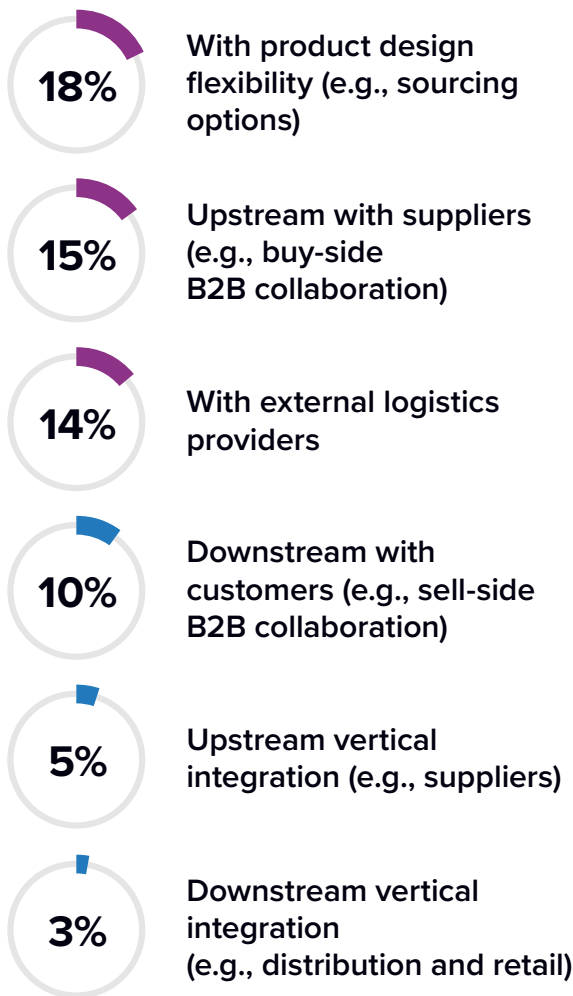 18%
With product design
flexibility (e.g., sourcing
options)
15%
Upstream with suppliers
(e.g., buy-side
B2B collaboration)
14%
With external logistics
providers
10%
Downstream with
customers (e.g., sell-side
B2B collaboration)
5%
Upstream vertical
integration (e.g., suppliers)
3%
Downstream vertical
integration
(e.g., distribution and retail)